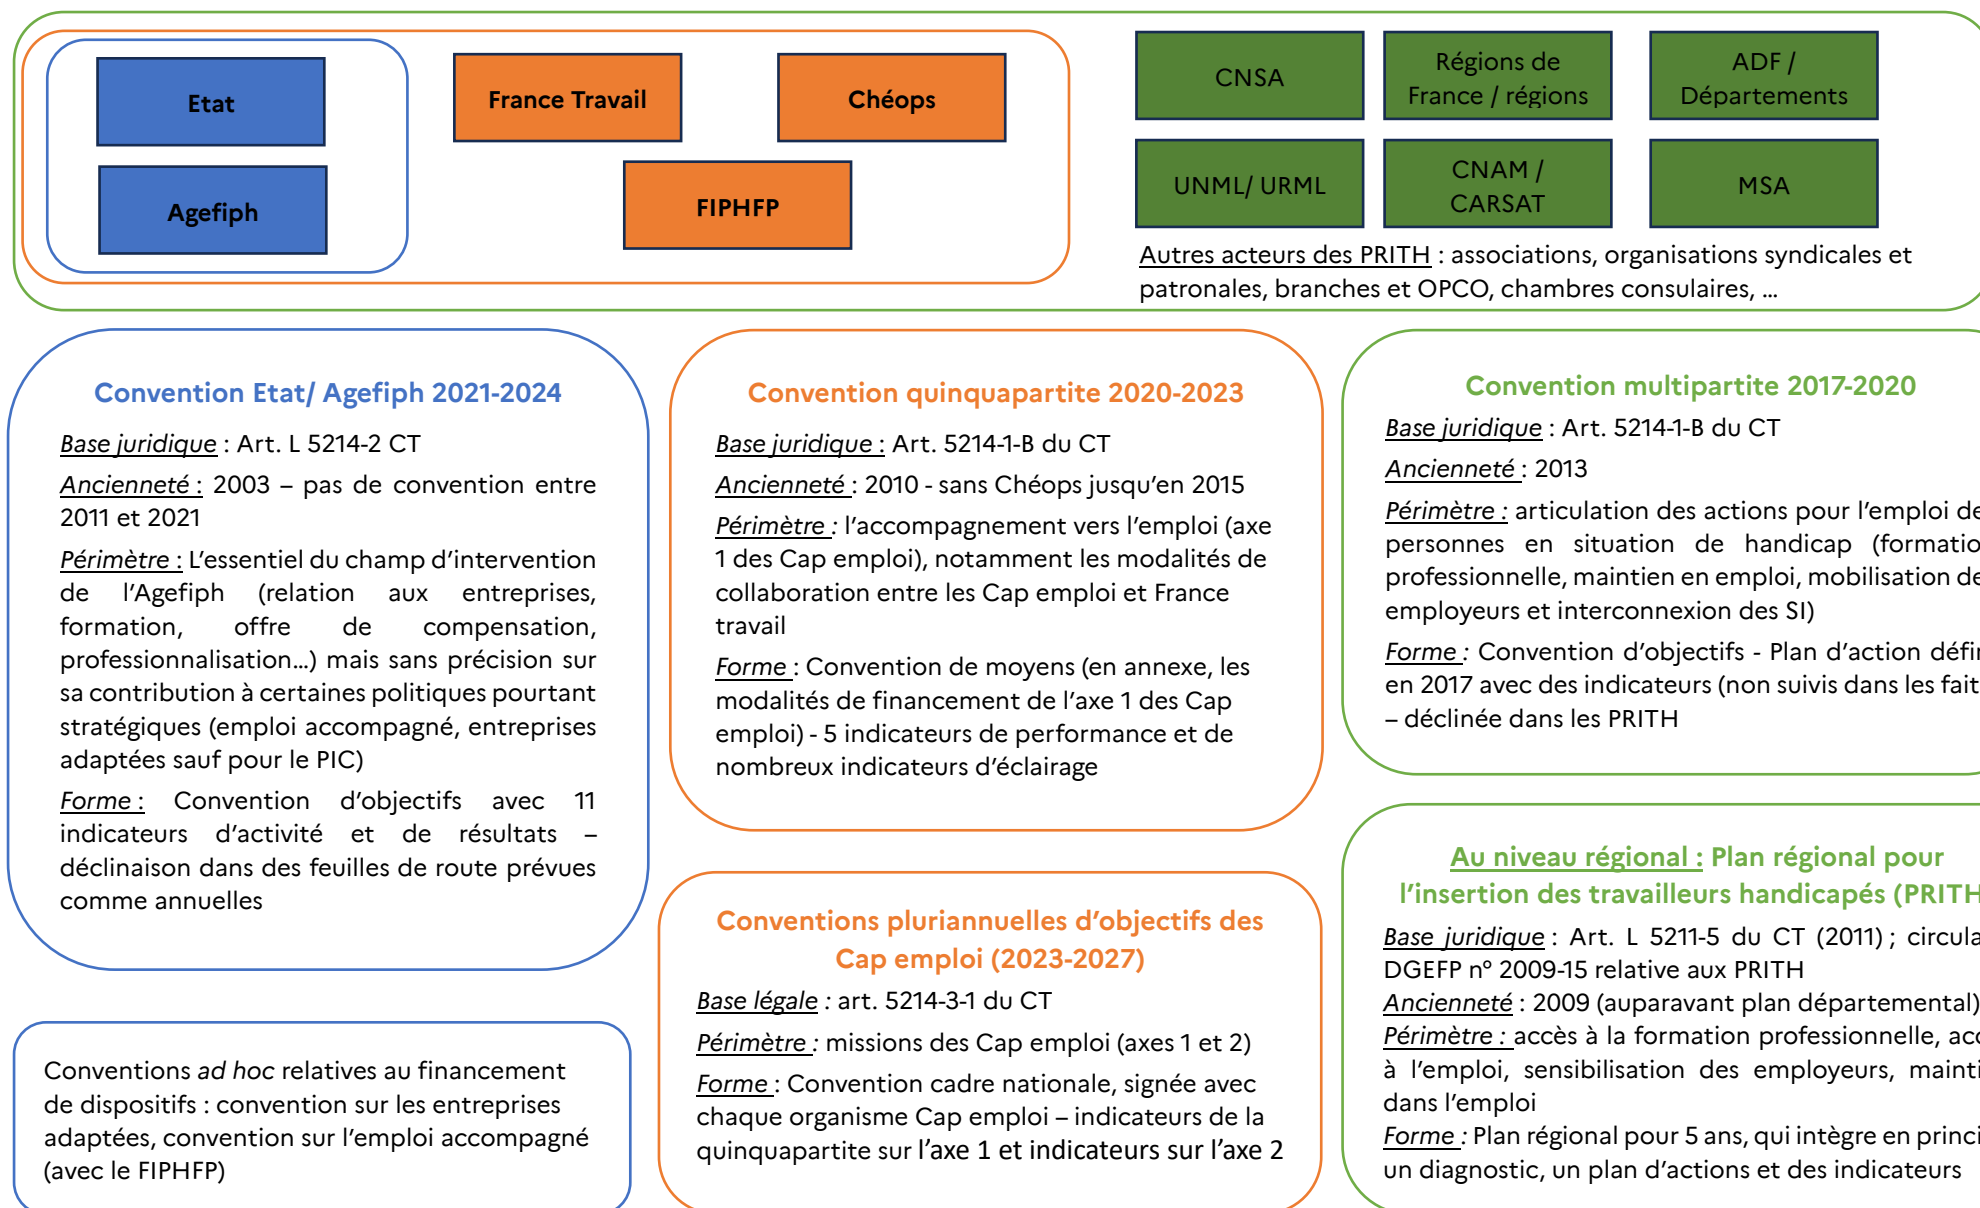 Etat
Agefiph
France Travail
Chéops
FIPHFP
CNSA
Régions de
France / régions
ADF /
Départements
UNML/ URML
CNAM /
CARSAT
MSA
Autres acteurs des PRITH : associations, organisations syndicales et
patronales, branches et OPCO, chambres consulaires, ...
Convention Etat/ Agefiph 2021-2024
Base juridique : Art. L 5214-2 CT
Ancienneté : 2003 – pas de convention entre
2011 et 2021
Périmètre : L’essentiel du champ d’intervention
de l’Agefiph (relation aux entreprises,
formation, offre de compensation,
professionnalisation…) mais sans précision sur
sa contribution à certaines politiques pourtant
stratégiques (emploi accompagné, entreprises
adaptées sauf pour le PIC)
Forme : Convention d’objectifs avec 11
indicateurs d’activité et de résultats –
déclinaison dans des feuilles de route prévues
comme annuelles
Conventions ad hoc relatives au financement
de dispositifs : convention sur les entreprises
adaptées, convention sur l’emploi accompagné
(avec le FIPHFP)
Convention quinquapartite 2020-2023
Base juridique : Art. 5214-1-B du CT
Ancienneté : 2010 - sans Chéops jusqu’en 2015
Périmètre : l’accompagnement vers l’emploi (axe
1 des Cap emploi), notamment les modalités de
collaboration entre les Cap emploi et France
travail
Forme : Convention de moyens (en annexe, les
modalités de financement de l’axe 1 des Cap
emploi) - 5 indicateurs de performance et de
nombreux indicateurs d’éclairage
Conventions pluriannuelles d’objectifs des
Cap emploi (2023-2027)
Base légale : art. 5214-3-1 du CT
Périmètre : missions des Cap emploi (axes 1 et 2)
Forme : Convention cadre nationale, signée avec
chaque organisme Cap emploi – indicateurs de la
quinquapartite sur l’axe 1 et indicateurs sur l’axe 2
Convention multipartite 2017-2020
Base juridique : Art. 5214-1-B du CT
Ancienneté : 2013
Périmètre : articulation des actions pour l’emploi de
personnes en situation de handicap (formatio
professionnelle, maintien en emploi, mobilisation de
employeurs et interconnexion des SI)
Forme : Convention d’objectifs - Plan d’action défin
en 2017 avec des indicateurs (non suivis dans les fait
– déclinée dans les PRITH
Au niveau régional : Plan régional pour
l’insertion des travailleurs handicapés (PRITH
Base juridique : Art. L 5211-5 du CT (2011) ; circula
DGEFP n° 2009-15 relative aux PRITH
Ancienneté : 2009 (auparavant plan départemental)
Périmètre : accès à la formation professionnelle, acc
à l’emploi, sensibilisation des employeurs, mainti
dans l’emploi
Forme : Plan régional pour 5 ans, qui intègre en princi
un diagnostic, un plan d’actions et des indicateurs